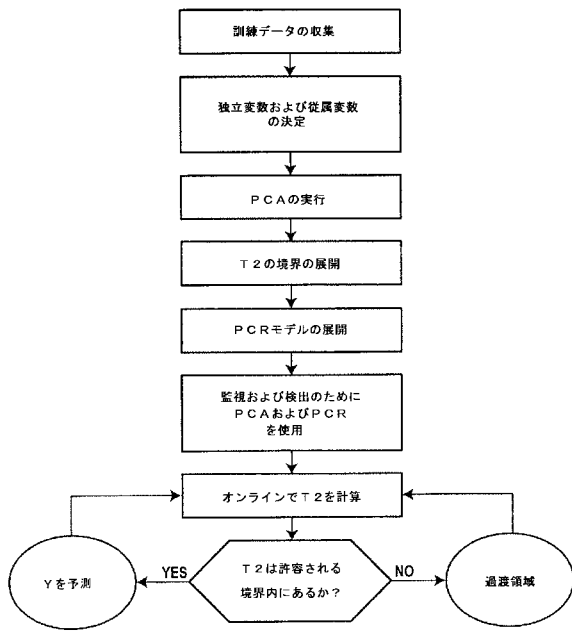 訓練データの収集
独立変数および従属変数
の決定
PCAの実行
T2の境界の展開
PCRモデルの展開
監視および検出のために
PCAおよびPCR
を使用
オンラインでT2を計算
Yを予測
YES
T2は許容される
境界内にあるか?
NO
過渡領域